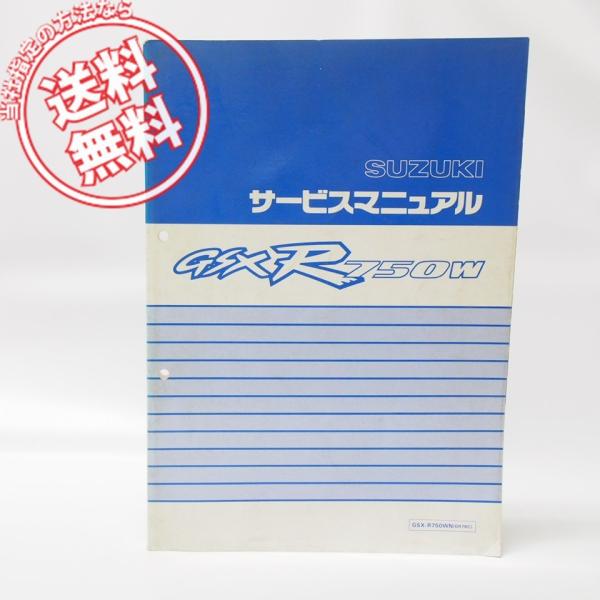 当社指定の方法なら
送料
無料
SUZUKI
サービスマニュアル
GSX-R750W
GSX-R750WN(GR7BC)